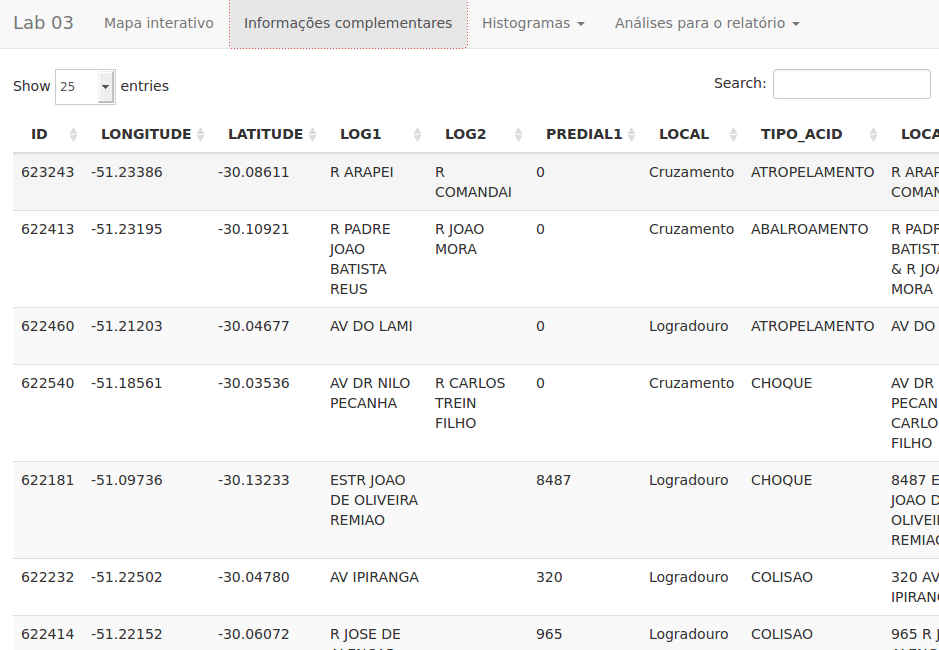 Lab 03 Mapa interativo Informações complementares Histogramas Análises para o relatório
Show 25 entries Search:
ID LONGITUDE LATITUDE LOG1 LOG2 PREDIAL1 LOCAL TIPO_ACID LOCA
623243 -51.23386 -30.08611 R ARAPEI R 0 Cruzamento ATROPELAMENTO R ARAP
COMANDAI COMAN
622413 -51.23195 -30.10921 R PADRE R JOAO 0 Cruzamento ABALROAMENTO R PADR
JOAO MORA BATIST
BATISTA & R JOA
REUS MORA
622460 -51.21203 -30.04677 AV DO LAMI 0 Logradouro ATROPELAMENTO AV DO
622540 -51.18561 -30.03536 AV DR NILO R CARLOS 0 Cruzamento CHOQUE AV DR
PECANHA TREIN PECAN
FILHO CARLO
FILHO
622181 -51.09736 -30.13233 ESTR JOAO 8487 Logradouro CHOQUE 8487 E
DE OLIVEIRA JOAO D
REMIAO OLIVEI
REMIAO
622232 -51.22502 -30.04780 AV IPIRANGA 320 Logradouro COLISAO 320 AV
IPIRAN
622414 -51.22152 -30.06072 R JOSE DE 965 Logradouro COLISAO 965 R J